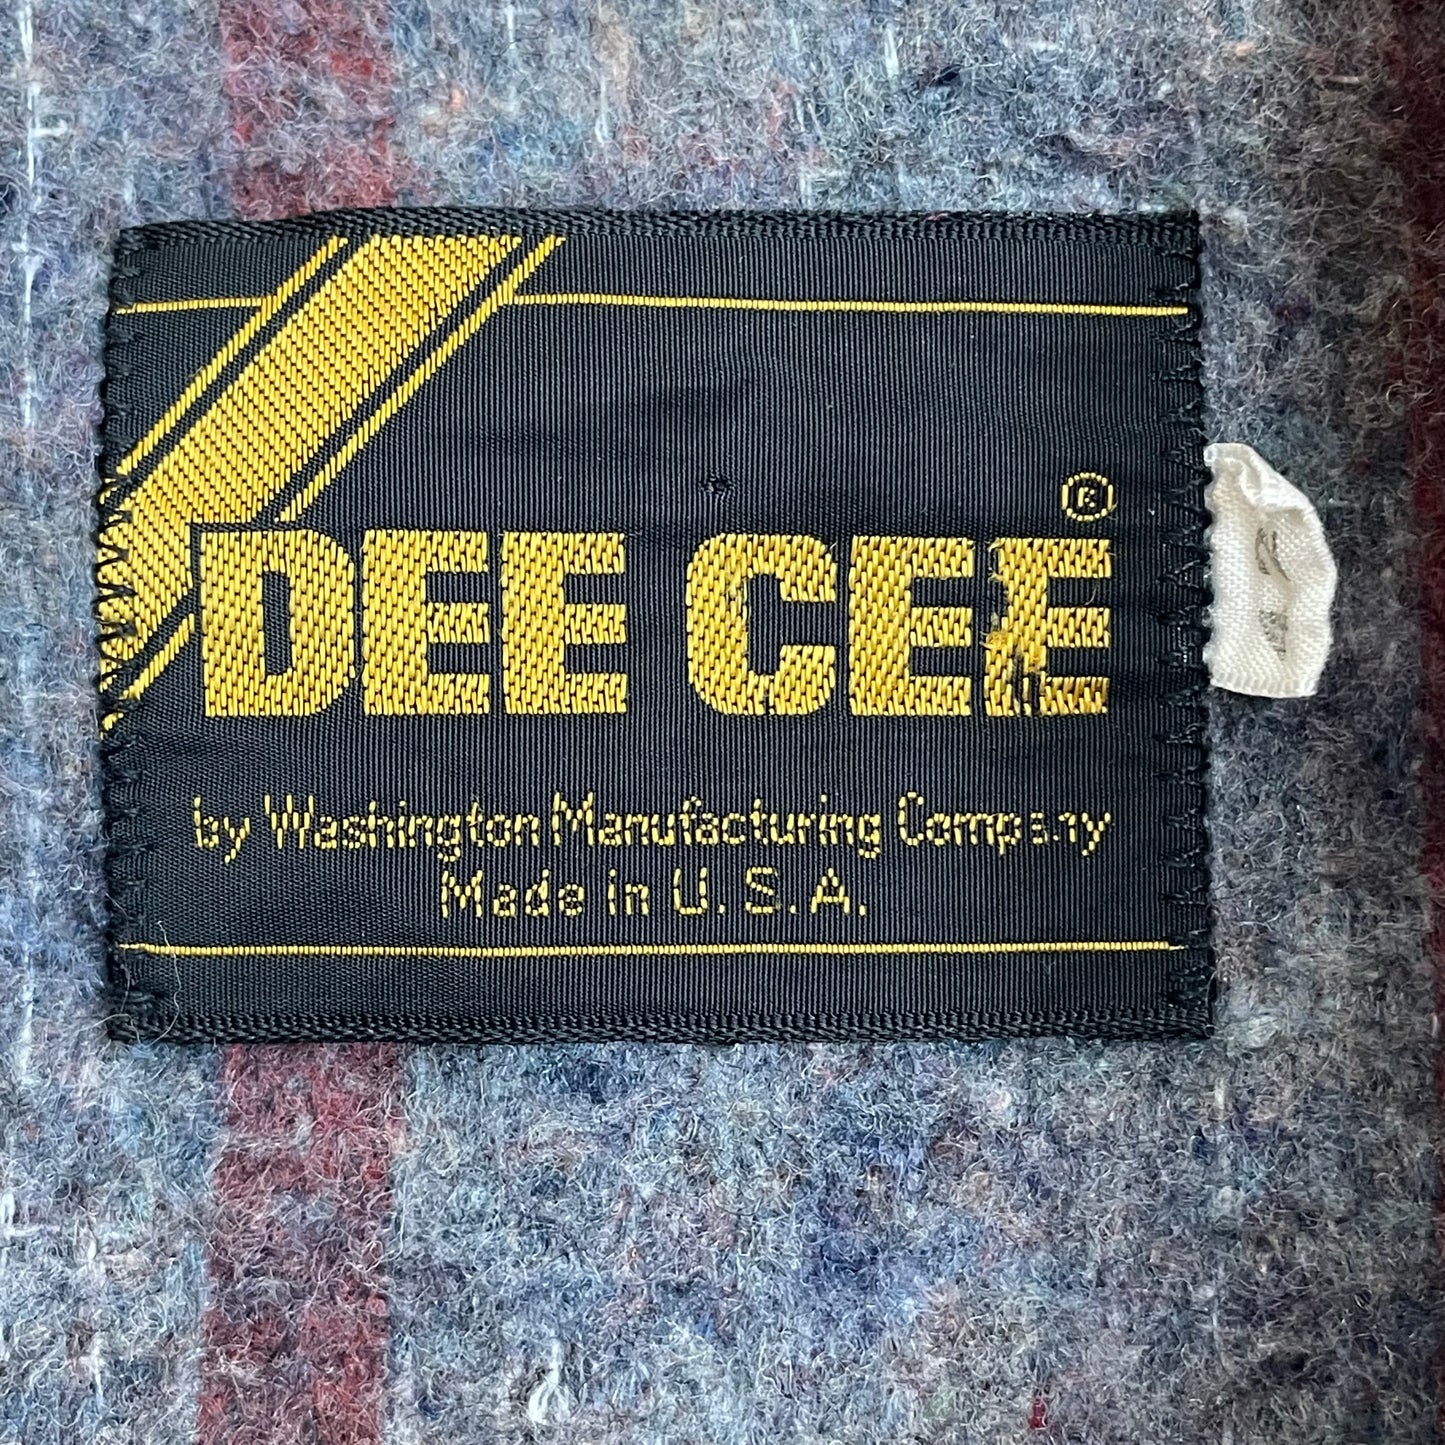 DEE CEE ®
by Washington Manufacturing Company
Made in U.S.A.